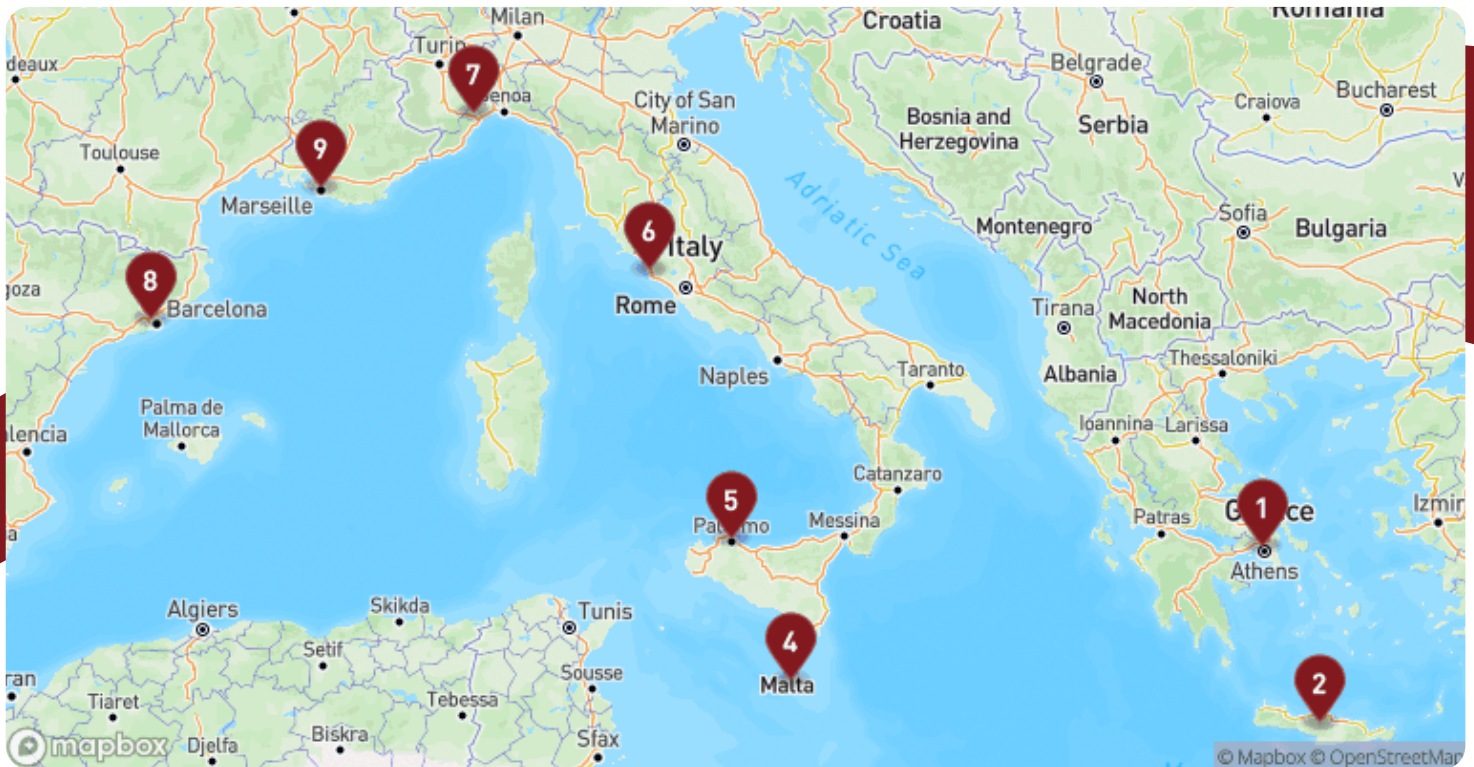 Milan
Croatia
Romania
Turin
deaux
7
Belgrade
enoa
City of San
Marino
Craiova
Bucharest
Bosnia and
Herzegovina
Serbia
Toulouse
9
Marseille
Adriatic Sea
Montenegro
Sofia
Bulgaria
6
Italy
8
goza
Barcelona
Rome
Tirana
North
Macedonia
Thessaloniki
Naples
Taranto
Albania
Palma de
Mallorca
alencia
Ioannina
Larissa
Catanzaro
5
Pa mo
Messina
Patras
1
G ce
Izmir
Athens
Algiers
Skikda
Tunis
4
Malta
Setif
Sousse
2
ran
Tiaret
Tebessa
Biskra
Djelfa
Sfax
mapbox
© Mapbox © OpenStreetMap